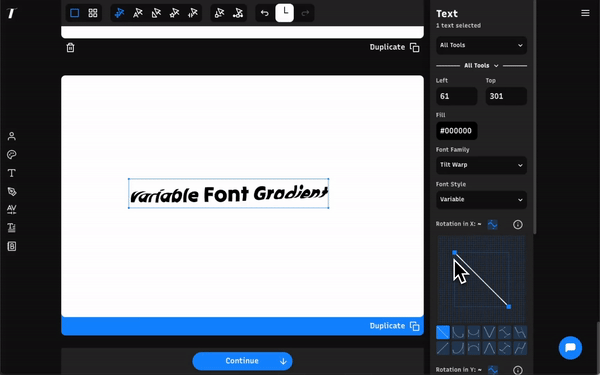 T
Duplicate
Text
1 text selected
All Tools
All Tools
Left
Top
61
301
Fill
#000000
Font Family
Tilt Warp
Font Style
Variable
Rotation in X: ~
Variable Font Gradient
Duplicate
Continue
Rotation in Y: ~